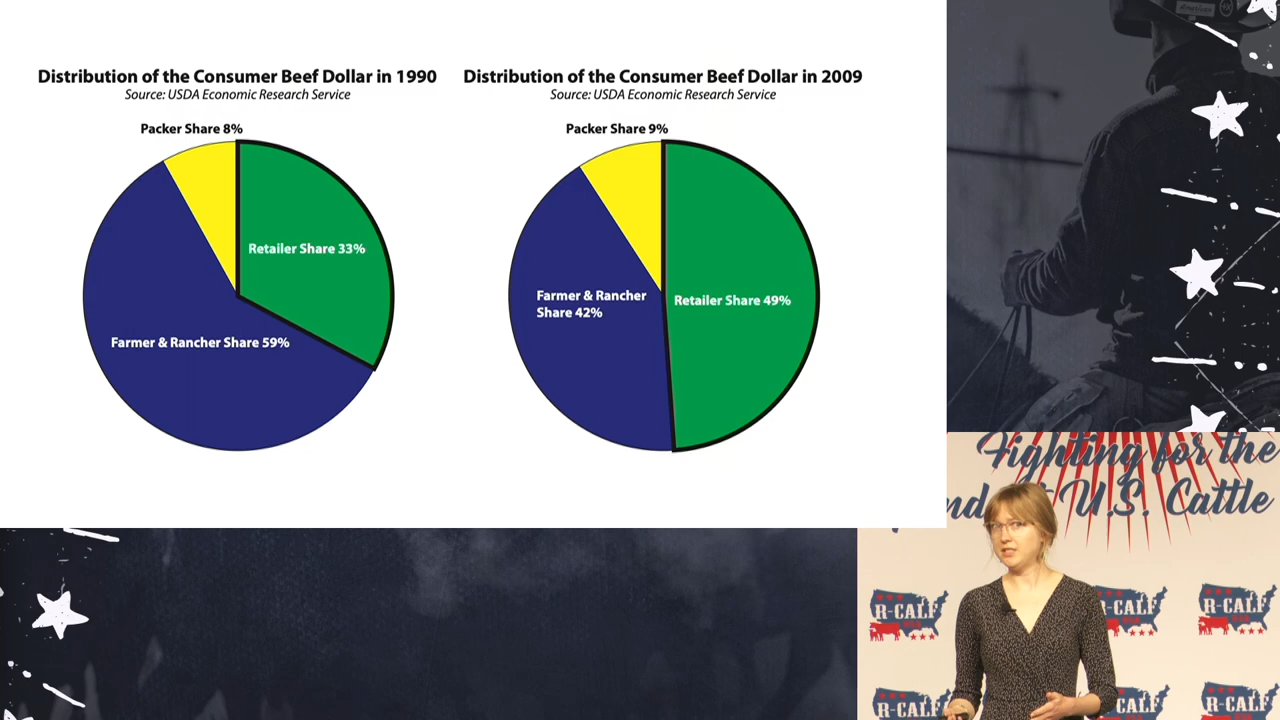 Distribution of the Consumer Beef Dollar in 1990
Source: USDA Economic Research Service
Packer Share 8%
Retailer Share 33%
Farmer & Rancher Share 59%
Distribution of the Consumer Beef Dollar in 2009
Source: USDA Economic Research Service
Packer Share 9%
Farmer & Rancher
Share 42%
Retailer Share 49%
Fighting for the
U.S. Cattle
R-CALF
R-CALF
R-CALF
R-CALF
R-CALF
R-CALF